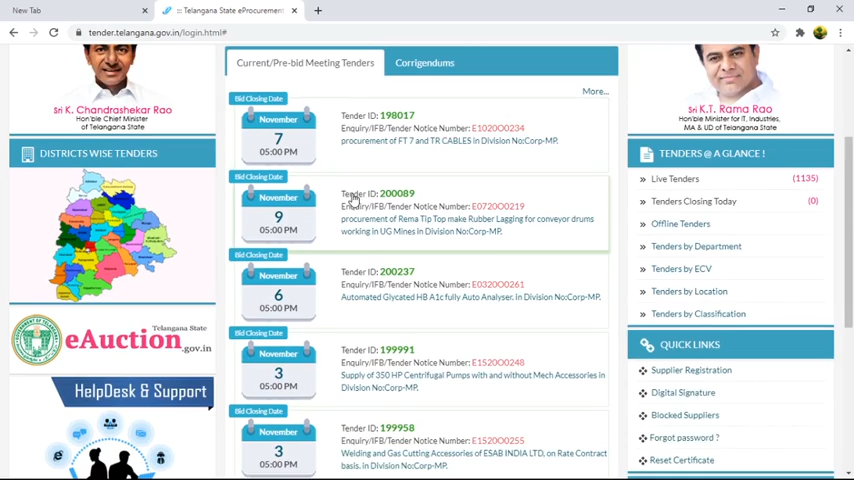 New Tab
::: Telangana State eProcurement
tender.telangana.gov.in/login.html#
Sri K. Chandrashekar Rao
Hon'ble Chief Minister
of Telangana State
DISTRICTS WISE TENDERS
Telangana State
eAuction
.gov.in
HelpDesk & Support
Current/Pre-bid Meeting Tenders
Corrigendums
More...
Bid Closing Date
November
7
05:00 PM
Tender ID: 198017
Enquiry/IFB/Tender Notice Number: E1020O0234
procurement of FT 7 and TR CABLES in Division No:Corp-MP.
Bid Closing Date
November
9
05:00 PM
Tender ID: 200089
Enquiry/IFB/Tender Notice Number: E0720O0219
procurement of Rema Tip Top make Rubber Lagging for conveyor drums
working in UG Mines in Division No:Corp-MP.
Bid Closing Date
November
6
05:00 PM
Tender ID: 200237
Enquiry/IFB/Tender Notice Number: E0320O0261
Automated Glycated HB A1c fully Auto Analyser. in Division No:Corp-MP.
Bid Closing Date
November
3
05:00 PM
Tender ID: 199991
Enquiry/IFB/Tender Notice Number: E1520O0248
Supply of 350 HP Centrifugal Pumps with and without Mech Accessories in
Division No:Corp-MP.
Bid Closing Date
November
3
05:00 PM
Tender ID: 199958
Enquiry/IFB/Tender Notice Number: E1520O0255
Welding and Gas Cutting Accessories of ESAB INDIA LTD, on Rate Contract
basis. in Division No:Corp-MP.
Sri K.T. Rama Rao
Hon'ble Minister for IT, Industries,
MA & UD of Telangana State
TENDERS @ A GLANCE !
Live Tenders (1135)
Tenders Closing Today (0)
Offline Tenders
Tenders by Department
Tenders by ECV
Tenders by Location
Tenders by Classification
QUICK LINKS
Supplier Registration
Digital Signature
Blocked Suppliers
Forgot password ?
Reset Certificate